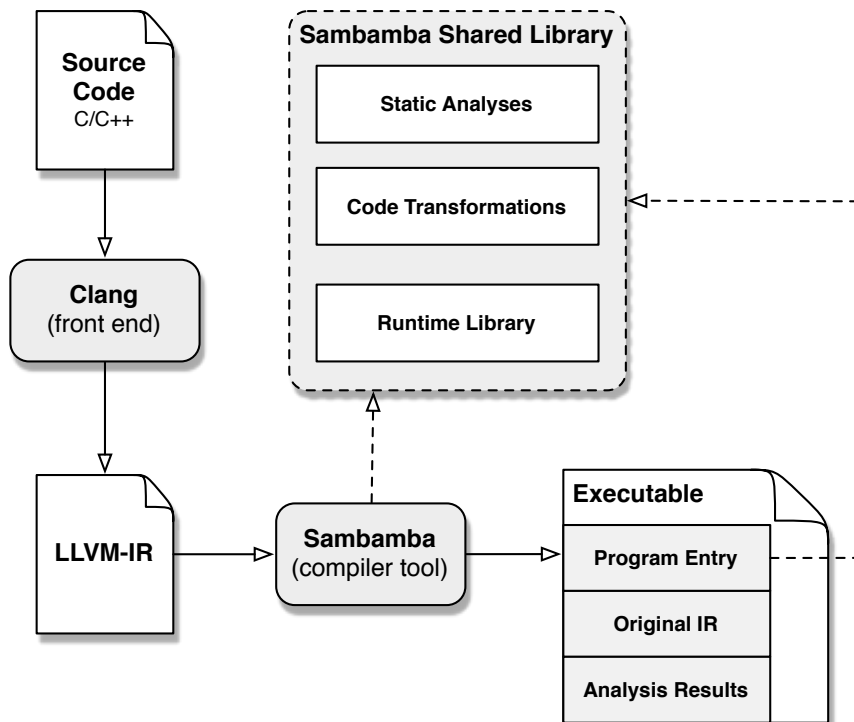 Source
Code
C/C++
Sambamba Shared Library
Static Analyses
Code Transformations
Runtime Library
Clang
(front end)
LLVM-IR
Sambamba
(compiler tool)
Executable
Program Entry
Original IR
Analysis Results